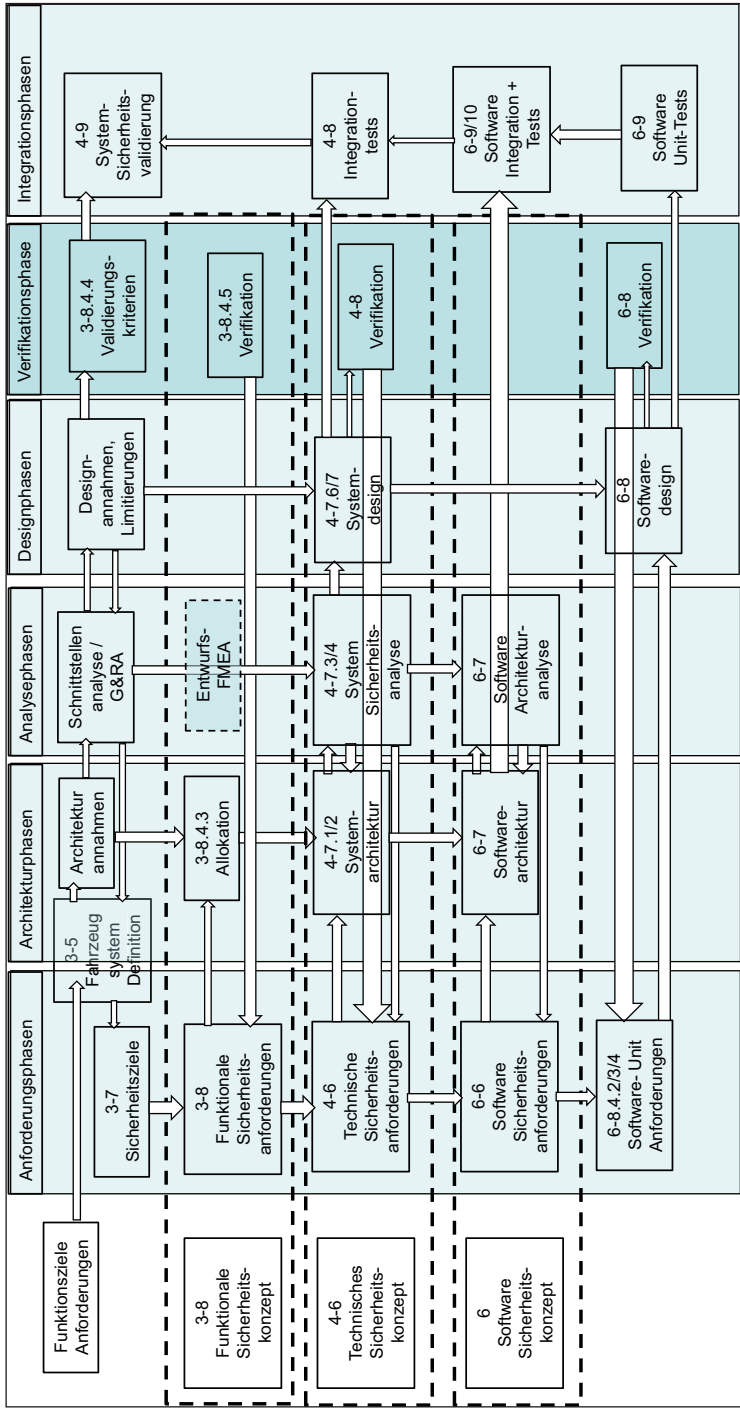 Anforderungsphasen
Architekturphasen
Analysephasen
Designphasen
Verifikationsphase
Integrationsphasen
Funktionsziele
Anforderungen
3-5
Fahrzeug
system
Definition
Architektur
annahmen
Schnittstellen
analyse /
G&RA
Design-
annahmen,
Limitierungen
3-8.4.4
Validierungs-
kriterien
4-9
System-
Sicherheits-
validierung
3-7
Sicherheitsziele
3-8
Funktionale
Sicherheits-
konzept
3-8
Funktionale
Sicherheits-
anforderungen
3-8.4.3
Allokation
Entwurfs-
FMEA
3-8.4.5
Verifikation
4-6
Technisches
Sicherheits-
konzept
4-6
Technische
Sicherheits-
anforderungen
4-7.1/2
System-
architektur
4-7.3/4
System
Sicherheits-
analyse
4-7.6/7
System-
design
4-8
Verifikation
4-8
Integration-
tests
6
Software
Sicherheits-
konzept
6-6
Software
Sicherheits-
anforderungen
6-7
Software-
architektur
6-7
Software
Architektur-
analyse
6-9/10
Software
Integration +
Tests
6-8.4.2/3/4
Software- Unit
Anforderungen
6-8
Software-
design
6-8
Verifikation
6-9
Software
Unit-Tests